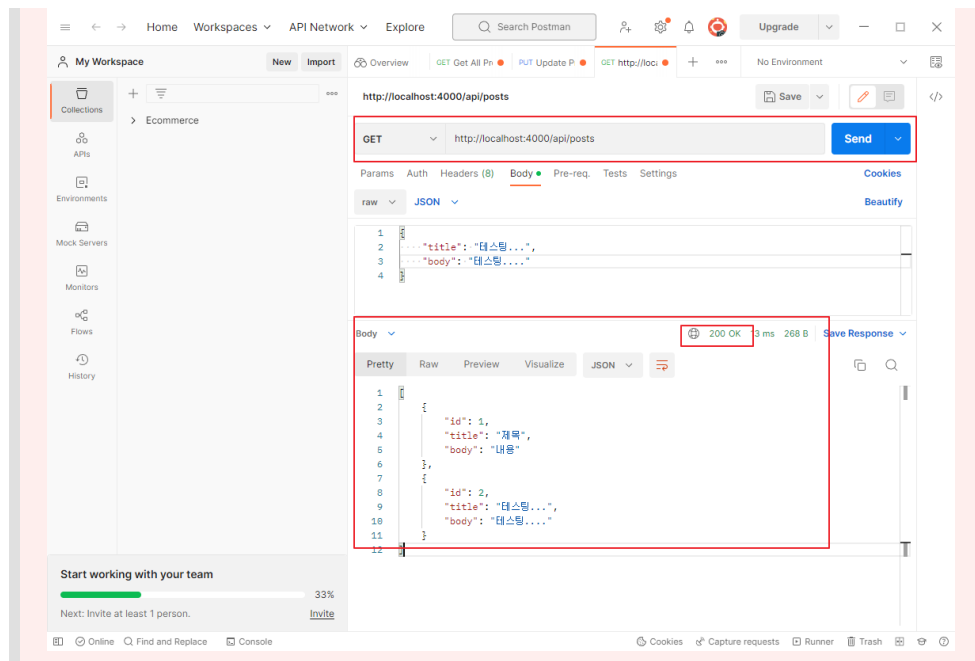 Home Workspaces API Network Explore Search Postman Upgrade
My Workspace New Import Overview GET Get All Pr PUT Update P GET http://loca No Environment
Collections
APIs
Environments
Mock Servers
Monitors
Flows
History
Ecommerce
http://localhost:4000/api/posts Save
GET http://localhost:4000/api/posts Send
Params Auth Headers (8) Body Pre-req. Tests Settings Cookies
raw JSON Beautify
1 {
2 "title": "테스팅...",
3 "body": "테스팅...."
4 }
Body 200 OK 13 ms 268 B Save Response
Pretty Raw Preview Visualize JSON
1 [
2 {
3 "id": 1,
4 "title": "제목",
5 "body": "내용"
6 },
7 {
8 "id": 2,
9 "title": "테스팅...",
10 "body": "테스팅...."
11 }
12 ]
Start working with your team
33%
Next: Invite at least 1 person. Invite
Online Find and Replace Console Cookies Capture requests Runner Trash